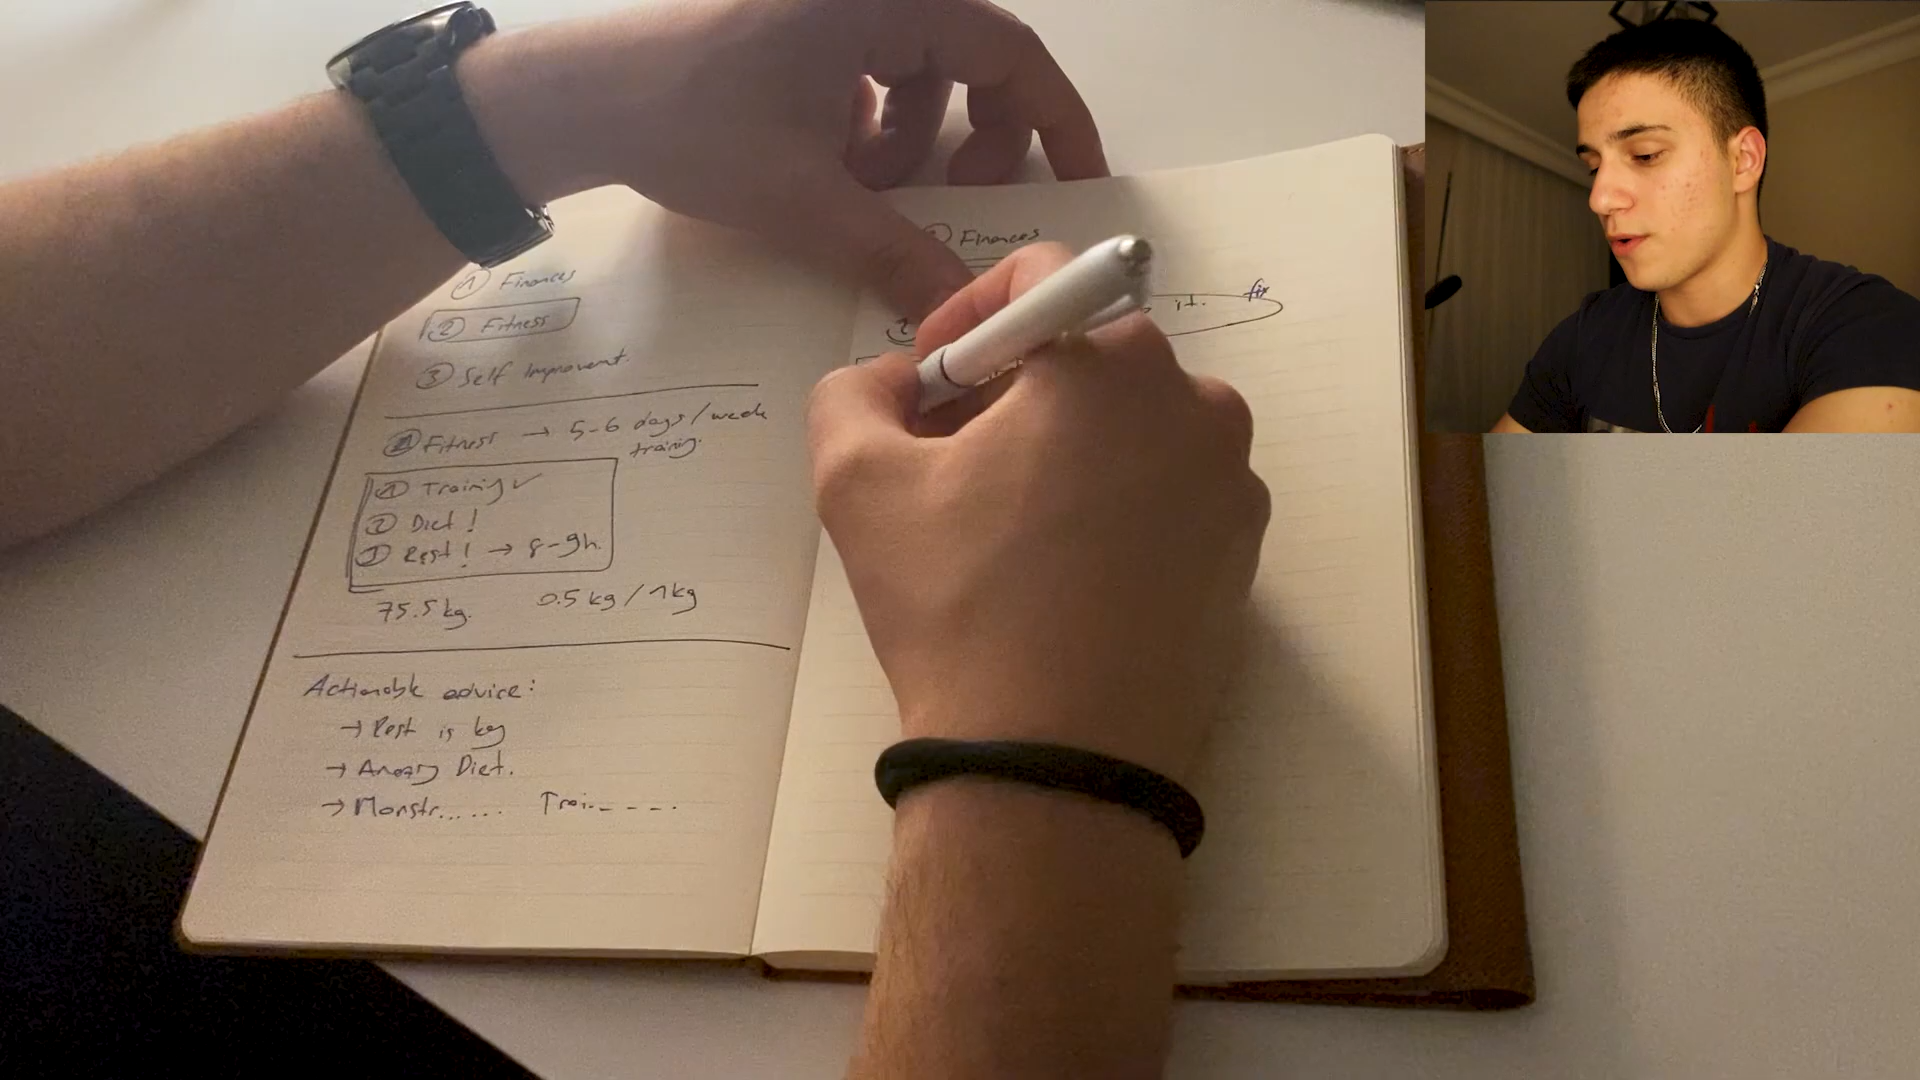 ① Finances
② Fitness
③ Self Improvement.
② Fitness → 5-6 days/week
training.
① Training ✓
② Diet!
③ Rest! → 8-9h.
75.5 kg. 0.5 kg / 1kg
Actionable advice:
→ Rest is key
→ Diet.
→ Monstr...... Trai.----.
① Finances
it. fix
2